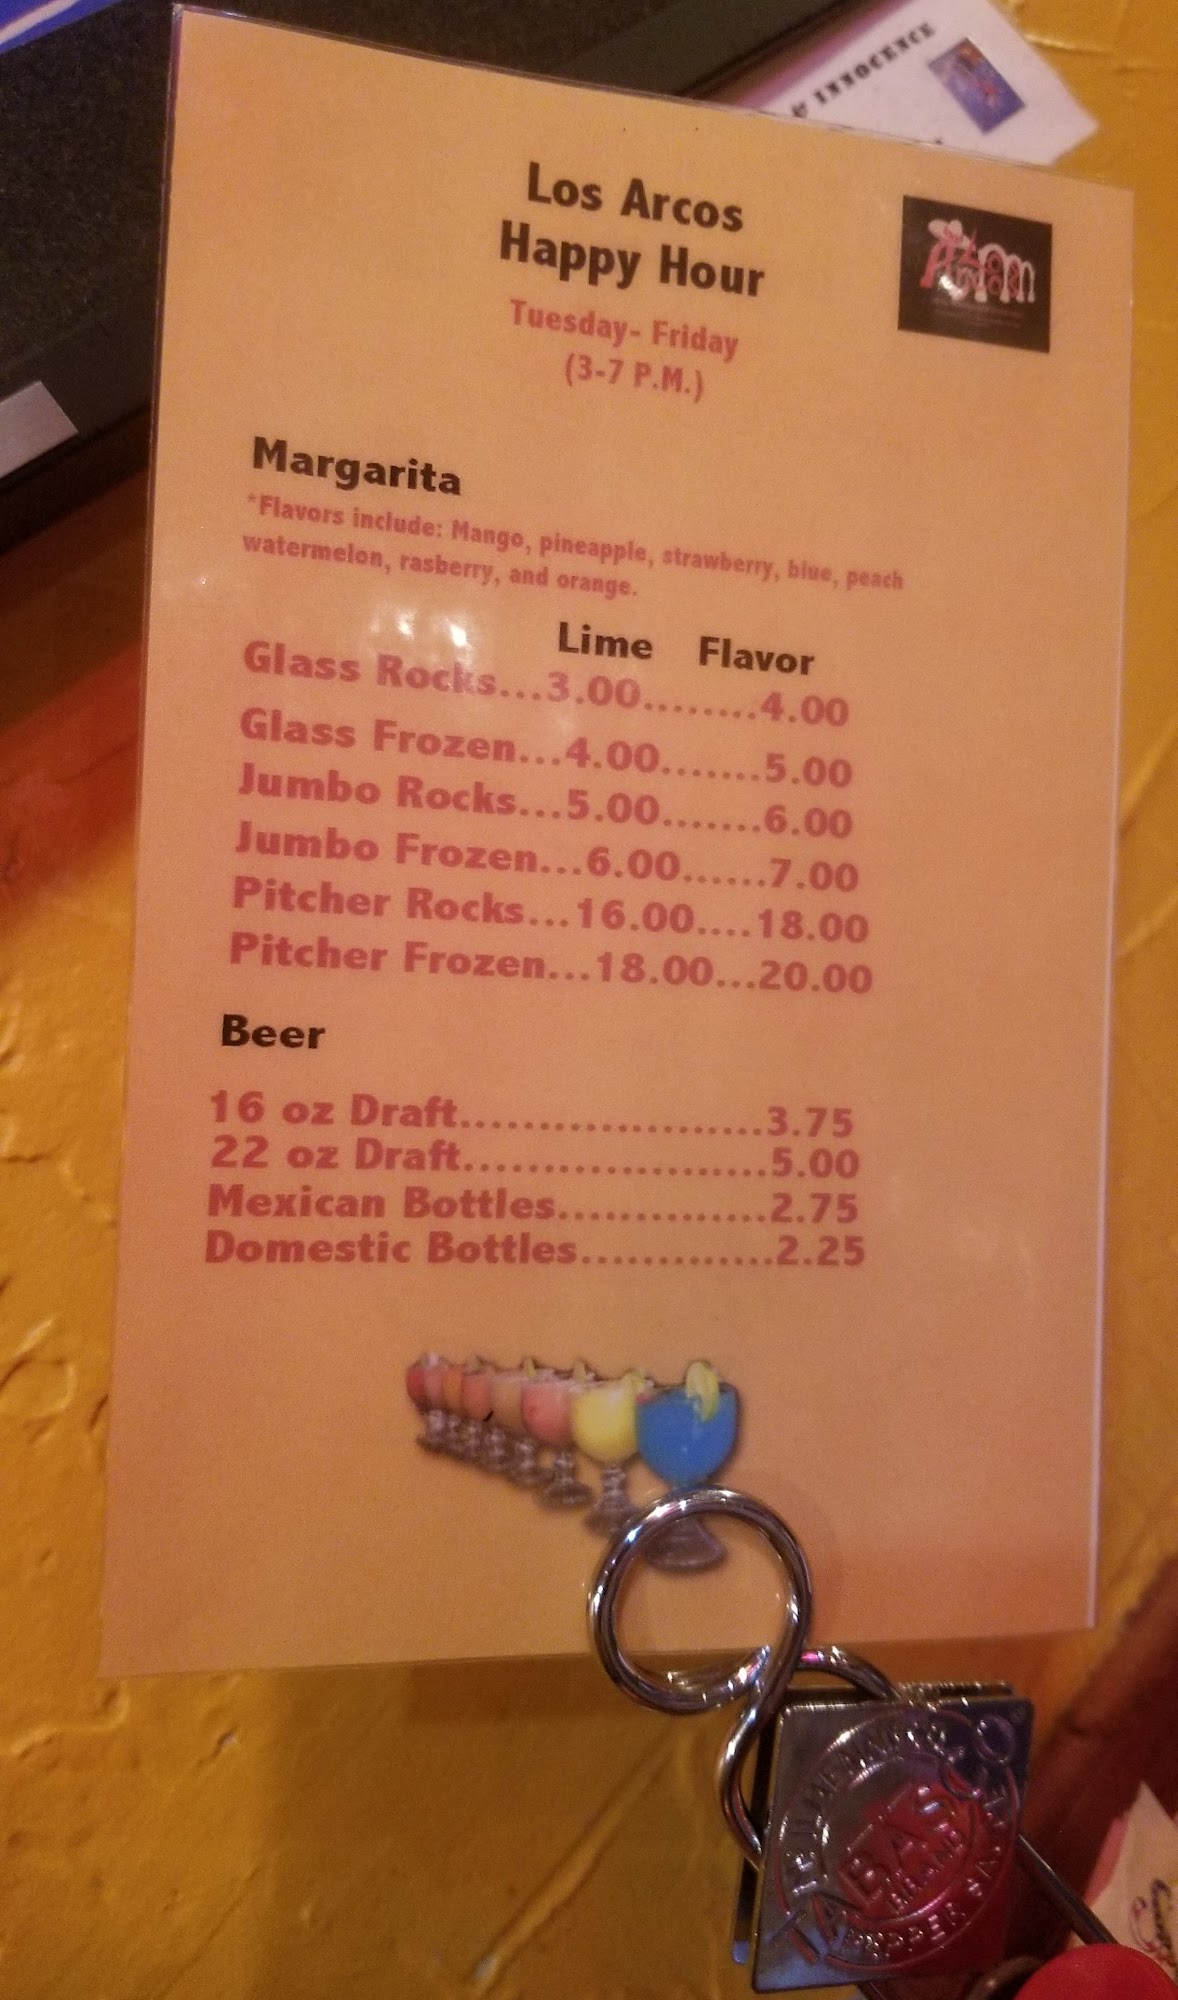 & INNOCENCE
Los Arcos
Happy Hour
Tuesday- Friday
(3-7 P.M.)
Margarita
*Flavors include: Mango, pineapple, strawberry, blue, peach
watermelon, rasberry, and orange.
Lime Flavor
Glass Rocks...3.00........4.00
Glass Frozen...4.00.......5.00
Jumbo Rocks...5.00.......6.00
Jumbo Frozen...6.00......7.00
Pitcher Rocks...16.00....18.00
Pitcher Frozen...18.00...20.00
Beer
16 oz Draft....................3.75
22 oz Draft....................5.00
Mexican Bottles..............2.75
Domestic Bottles.............2.25
TABASCO
BRAND
PEPPER